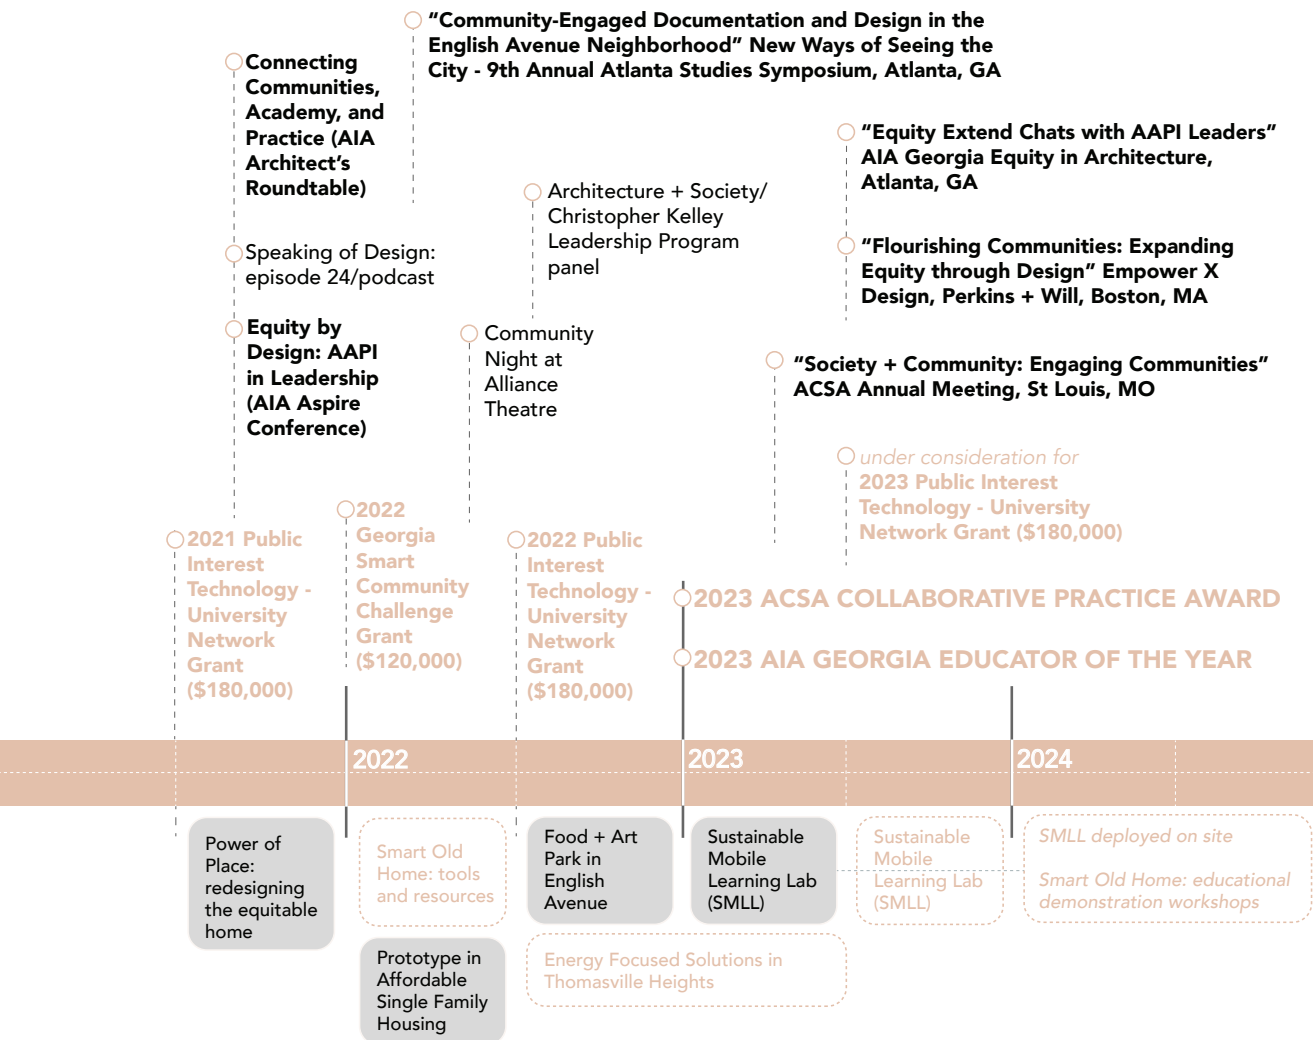 “Community-Engaged Documentation and Design in the
English Avenue Neighborhood” New Ways of Seeing the
City - 9th Annual Atlanta Studies Symposium, Atlanta, GA
Connecting
Communities,
Academy, and
Practice (AIA
Architect’s
Roundtable)
“Equity Extend Chats with AAPI Leaders”
AIA Georgia Equity in Architecture,
Atlanta, GA
Architecture + Society/
Christopher Kelley
Leadership Program
panel
Speaking of Design:
episode 24/podcast
“Flourishing Communities: Expanding
Equity through Design” Empower X
Design, Perkins + Will, Boston, MA
Equity by
Design: AAPI
in Leadership
(AIA Aspire
Conference)
Community
Night at
Alliance
Theatre
“Society + Community: Engaging Communities”
ACSA Annual Meeting, St Louis, MO
under consideration for
2023 Public Interest
Technology - University
Network Grant ($180,000)
2021 Public
Interest
Technology -
University
Network
Grant
($180,000)
2022
Georgia
Smart
Community
Challenge
Grant
($120,000)
2022 Public
Interest
Technology -
University
Network
Grant
($180,000)
2023 ACSA COLLABORATIVE PRACTICE AWARD
2023 AIA GEORGIA EDUCATOR OF THE YEAR
2022
2023
2024
Power of
Place:
redesigning
the equitable
home
Smart Old
Home: tools
and resources
Prototype in
Affordable
Single Family
Housing
Food + Art
Park in
English
Avenue
Energy Focused Solutions in
Thomasville Heights
Sustainable
Mobile
Learning Lab
(SMLL)
Sustainable
Mobile
Learning Lab
(SMLL)
SMLL deployed on site
Smart Old Home: educational
demonstration workshops